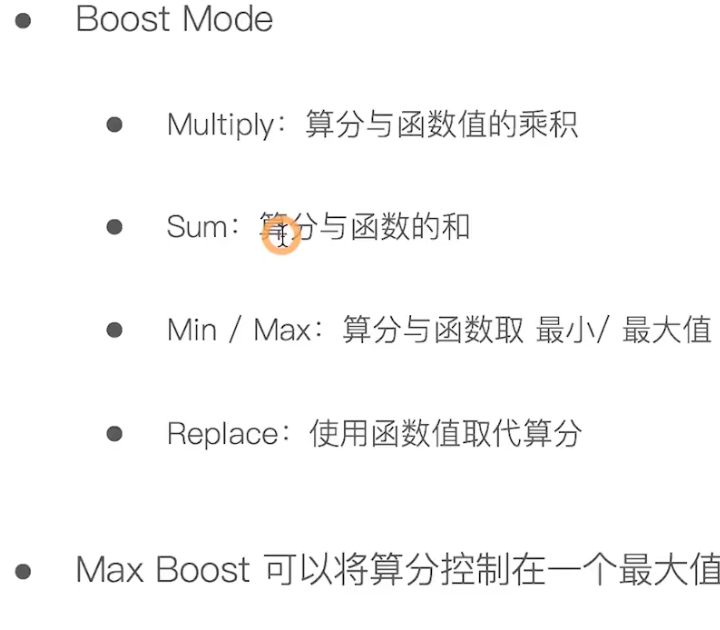 Boost Mode
Multiply：算分与函数值的乘积
Sum：算分与函数的和
Min / Max：算分与函数取 最小/ 最大值
Replace：使用函数值取代算分
Max Boost 可以将算分控制在一个最大值